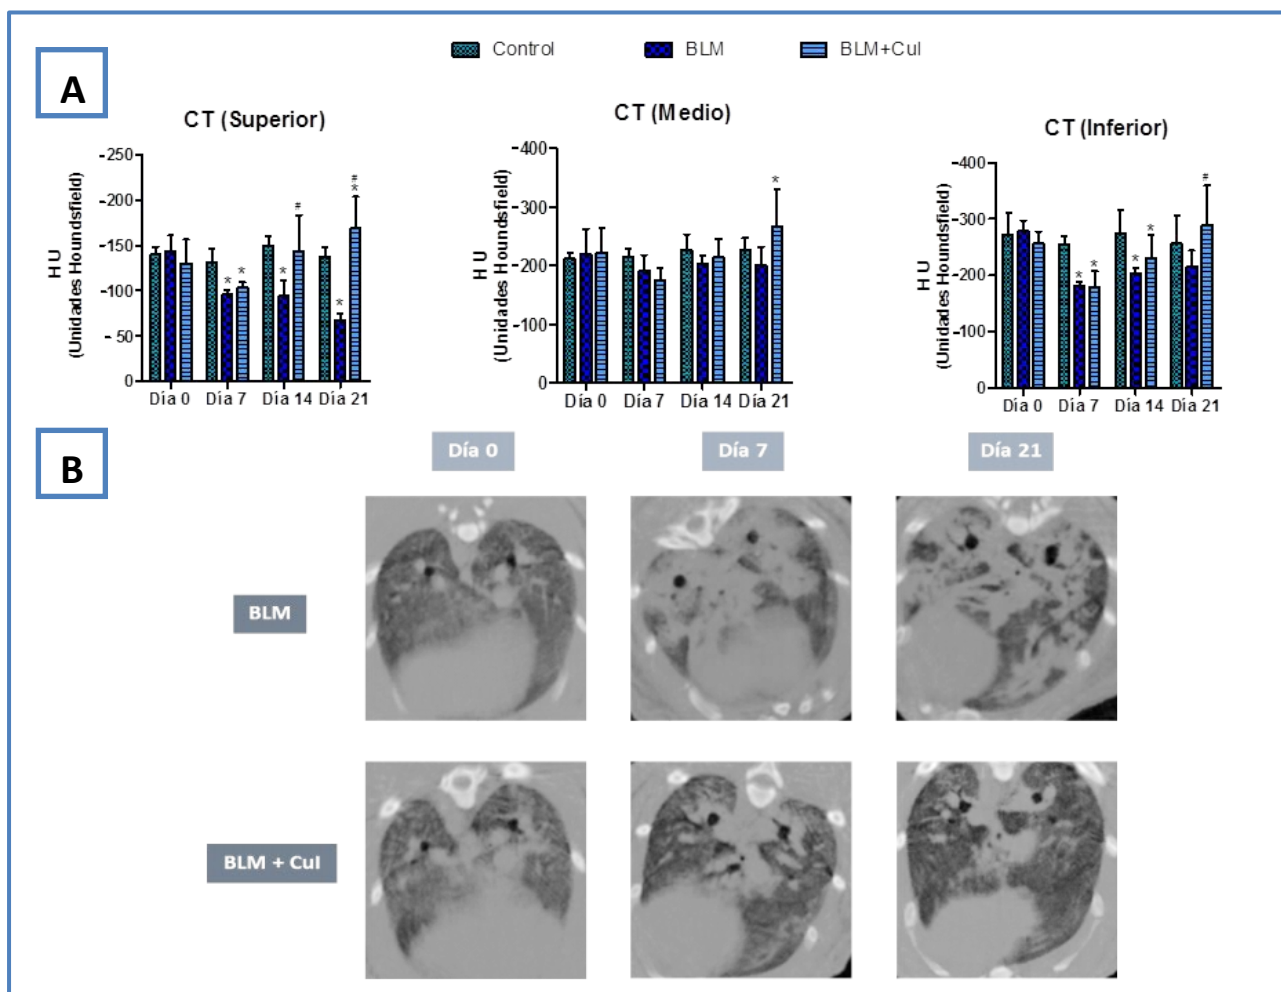 Control BLM BLM+CuI
A
CT (Superior)
HU
(Unidades Houndsfield)
-250
-200
-150
-100
-50
0
# 
# *
* * * *
Día 0 Día 7 Día 14 Día 21
CT (Medio)
HU
(Unidades Houndsfield)
-400
-300
-200
-100
0
*
Día 0 Día 7 Día 14 Día 21
CT (Inferior)
HU
(Unidades Houndsfield)
-400
-300
-200
-100
0
* * * * #
Día 0 Día 7 Día 14 Día 21
B
Día 0 Día 7 Día 21
BLM
BLM + CuI